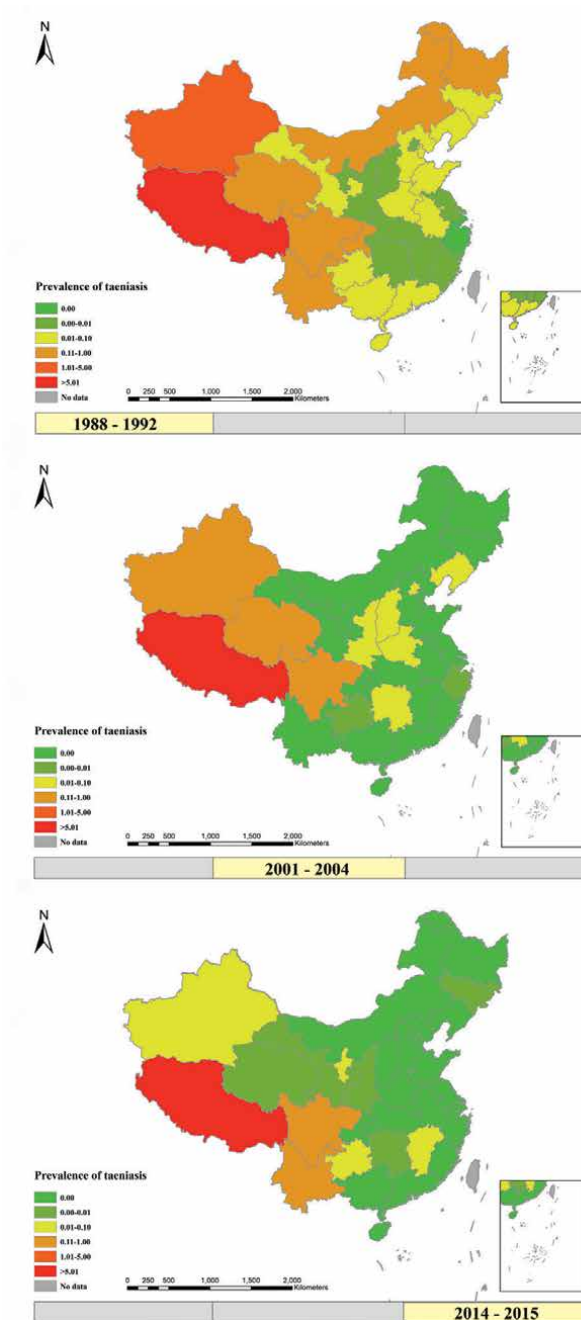 N
Prevalence of taeniasis
0.00
0.00-0.01
0.01-0.10
0.11-1.00
1.01-5.00
>5.01
No data
0 250 500 1,000 1,500 2,000
Kilometers
1988 - 1992
N
Prevalence of taeniasis
0.00
0.00-0.01
0.01-0.10
0.11-1.00
1.01-5.00
>5.01
No data
0 250 500 1,000 1,500 2,000
Kilometers
2001 - 2004
N
Prevalence of taeniasis
0.00
0.00-0.01
0.01-0.10
0.11-1.00
1.01-5.00
>5.01
No data
0 250 500 1,000 1,500 2,000
Kilometers
2014 - 2015